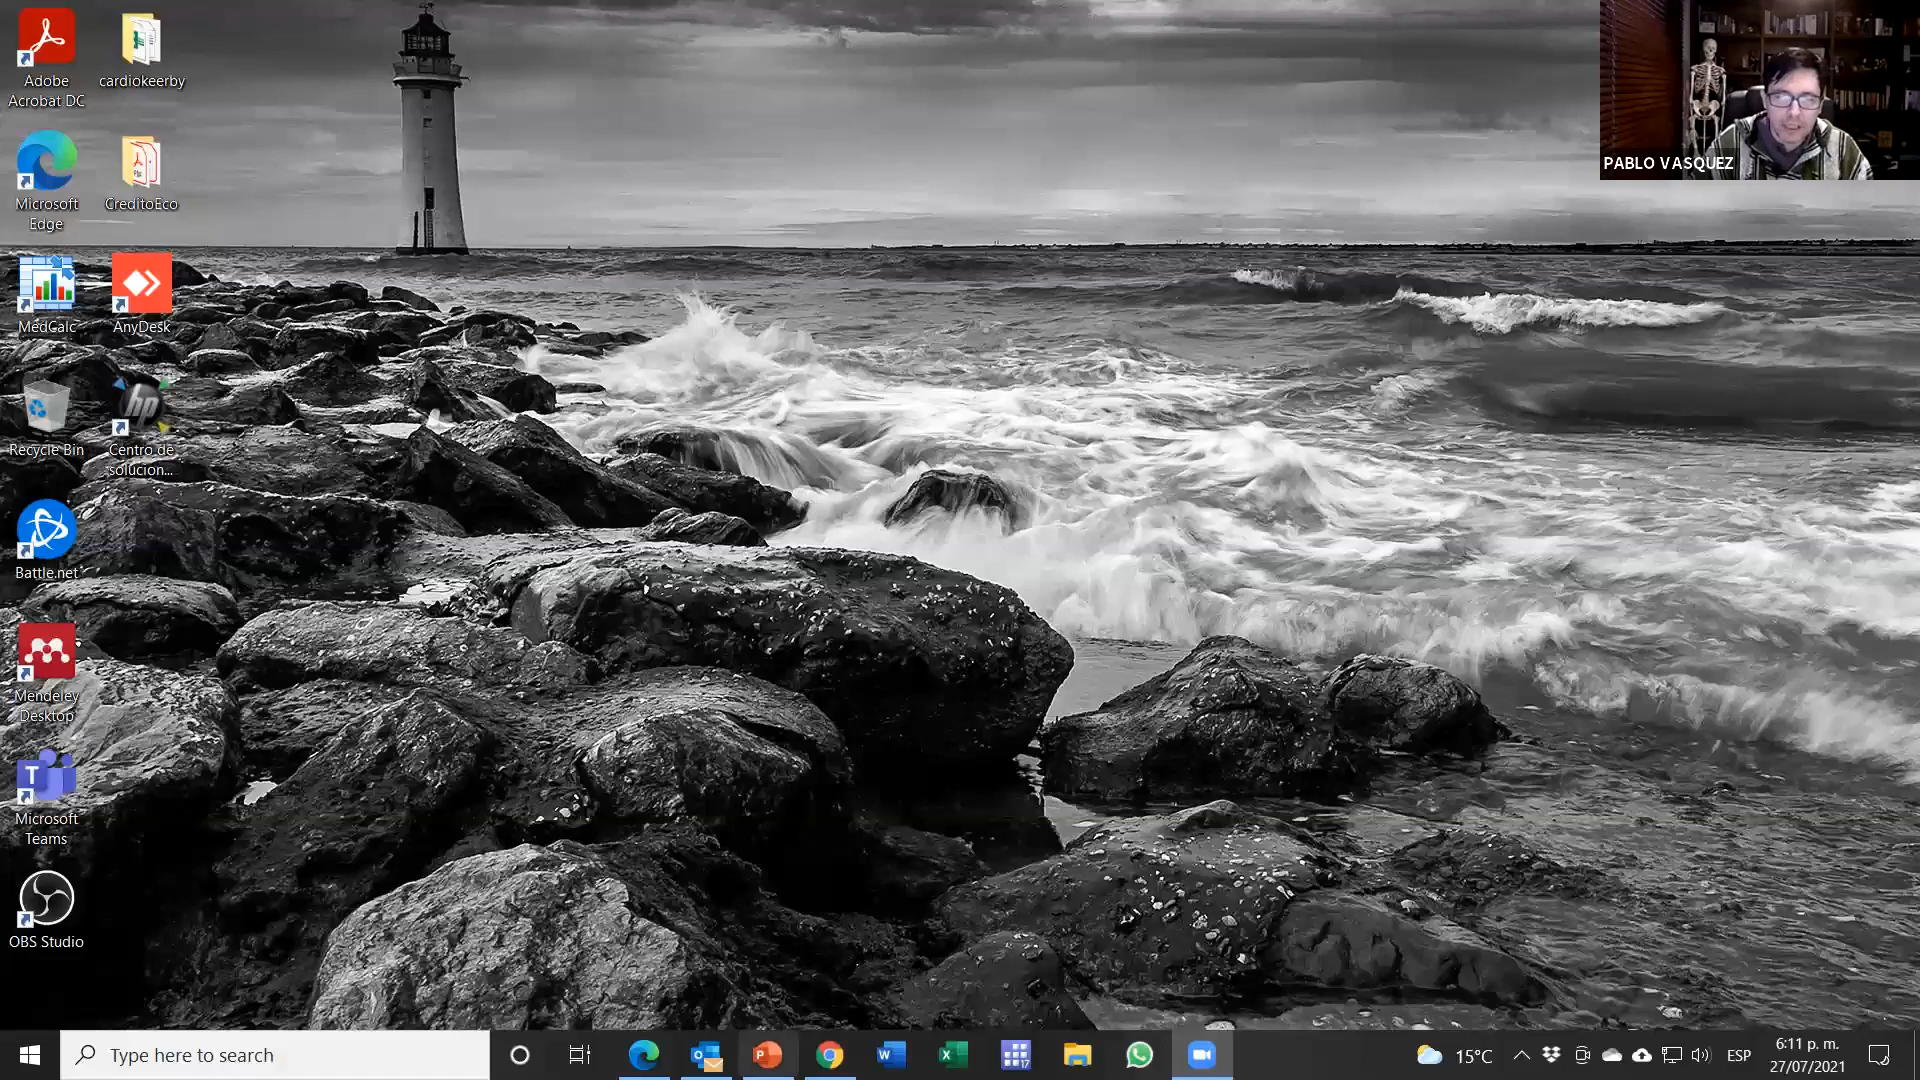 Adobe
Acrobat DC
cardiokeerby
Microsoft
Edge
CreditoEco
MedCalc
AnyDesk
Recycle Bin
Centro de
solucion...
Battle.net
Mendeley
Desktop
Microsoft
Teams
OBS Studio
PABLO VASQUEZ
Type here to search
15°C
ESP
6:11 p. m.
27/07/2021